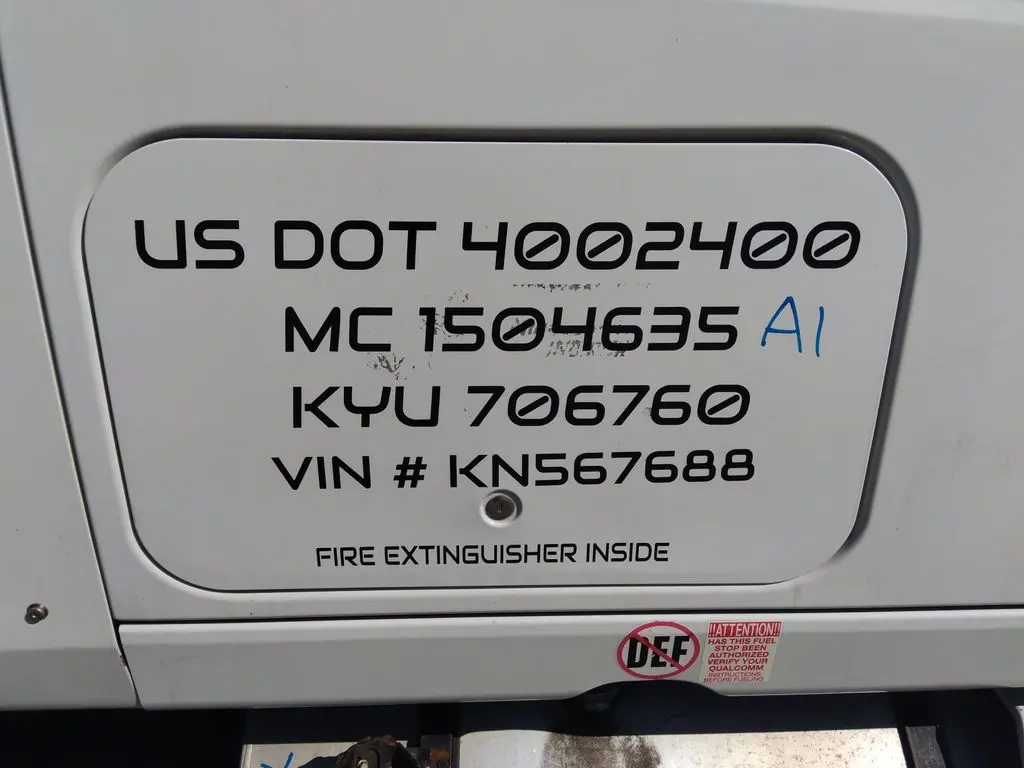 US DOT 4002400
MC 1504635 A1
KYU 706760
VIN # KN567688
FIRE EXTINGUISHER INSIDE
DEF
!!ATTENTION!!
HAS THIS FUEL
STOP BEEN
AUTHORIZED
VERIFY YOUR
QUALCOMM
INSTRUCTIONS
BEFORE FUELING